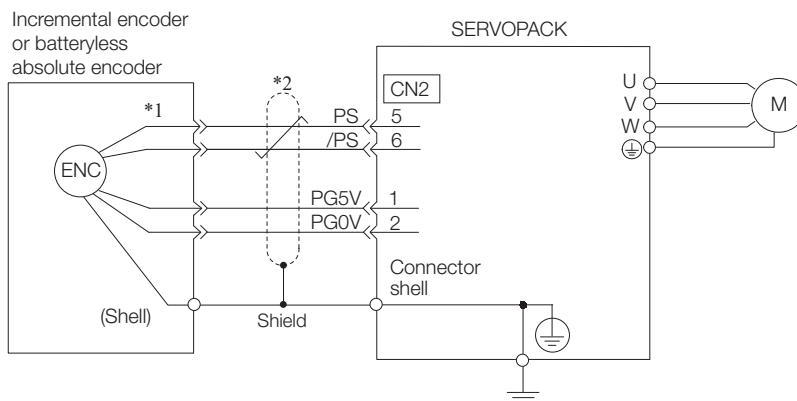 Incremental encoder
or batteryless
absolute encoder
SERVOPACK
*1
*2
CN2
ENC
PS 5
/PS 6
PG5V 1
PG0V 2
U
V
W
M
Connector
shell
(Shell)
Shield